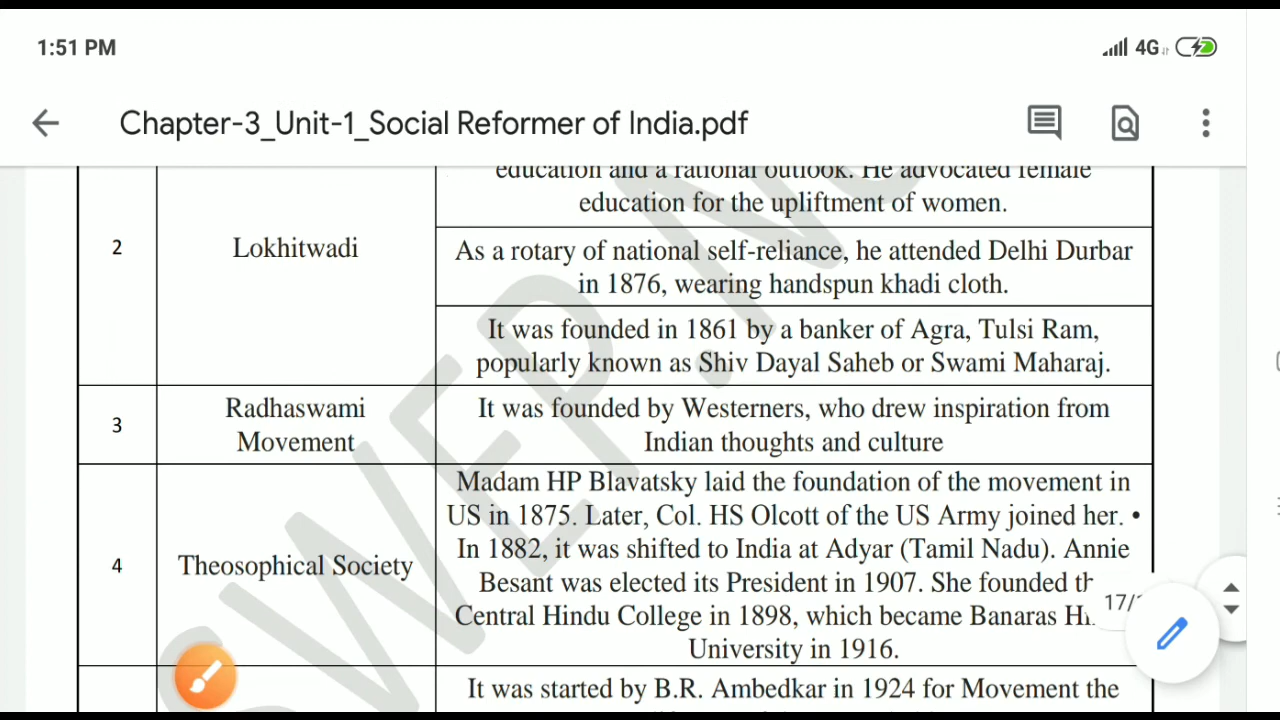 1:51 PM
4G
Chapter-3_Unit-1_Social Reformer of India.pdf
education and a rational outlook. He advocated female
education for the upliftment of women.
2
Lokhitwadi
As a rotary of national self-reliance, he attended Delhi Durbar
in 1876, wearing handspun khadi cloth.
It was founded in 1861 by a banker of Agra, Tulsi Ram,
popularly known as Shiv Dayal Saheb or Swami Maharaj.
3
Radhaswami
Movement
It was founded by Westerners, who drew inspiration from
Indian thoughts and culture
4
Theosophical Society
Madam HP Blavatsky laid the foundation of the movement in
US in 1875. Later, Col. HS Olcott of the US Army joined her. •
In 1882, it was shifted to India at Adyar (Tamil Nadu). Annie
Besant was elected its President in 1907. She founded th
Central Hindu College in 1898, which became Banaras Hi
University in 1916.
17/
It was started by B.R. Ambedkar in 1924 for Movement the